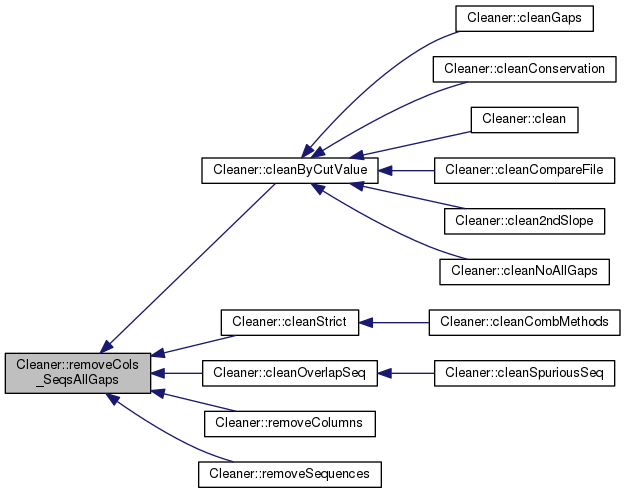 Cleaner::cleanGaps
Cleaner::cleanConservation
Cleaner::clean
Cleaner::cleanByCutValue
Cleaner::cleanCompareFile
Cleaner::clean2ndSlope
Cleaner::cleanNoAllGaps
Cleaner::cleanStrict
Cleaner::cleanCombMethods
Cleaner::removeCols
_SeqsAllGaps
Cleaner::cleanOverlapSeq
Cleaner::cleanSpuriousSeq
Cleaner::removeColumns
Cleaner::removeSequences